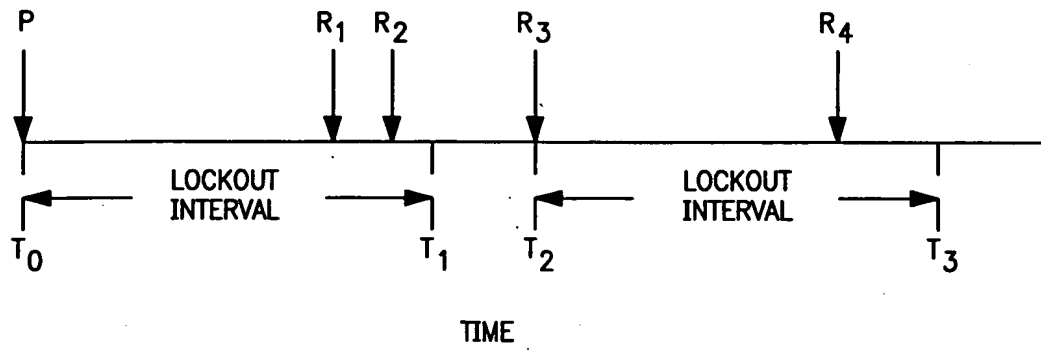 P R₁ R₂ R₃ R₄
LOCKOUT INTERVAL
LOCKOUT INTERVAL
T₀ T₁ T₂ T₃
TIME